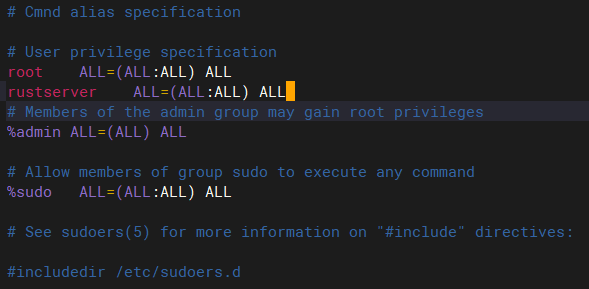 # Cmnd alias specification
# User privilege specification
root    ALL=(ALL:ALL) ALL
rustserver    ALL=(ALL:ALL) ALL
# Members of the admin group may gain root privileges
%admin ALL=(ALL) ALL
# Allow members of group sudo to execute any command
%sudo   ALL=(ALL:ALL) ALL
# See sudoers(5) for more information on "#include" directives:
#includedir /etc/sudoers.d